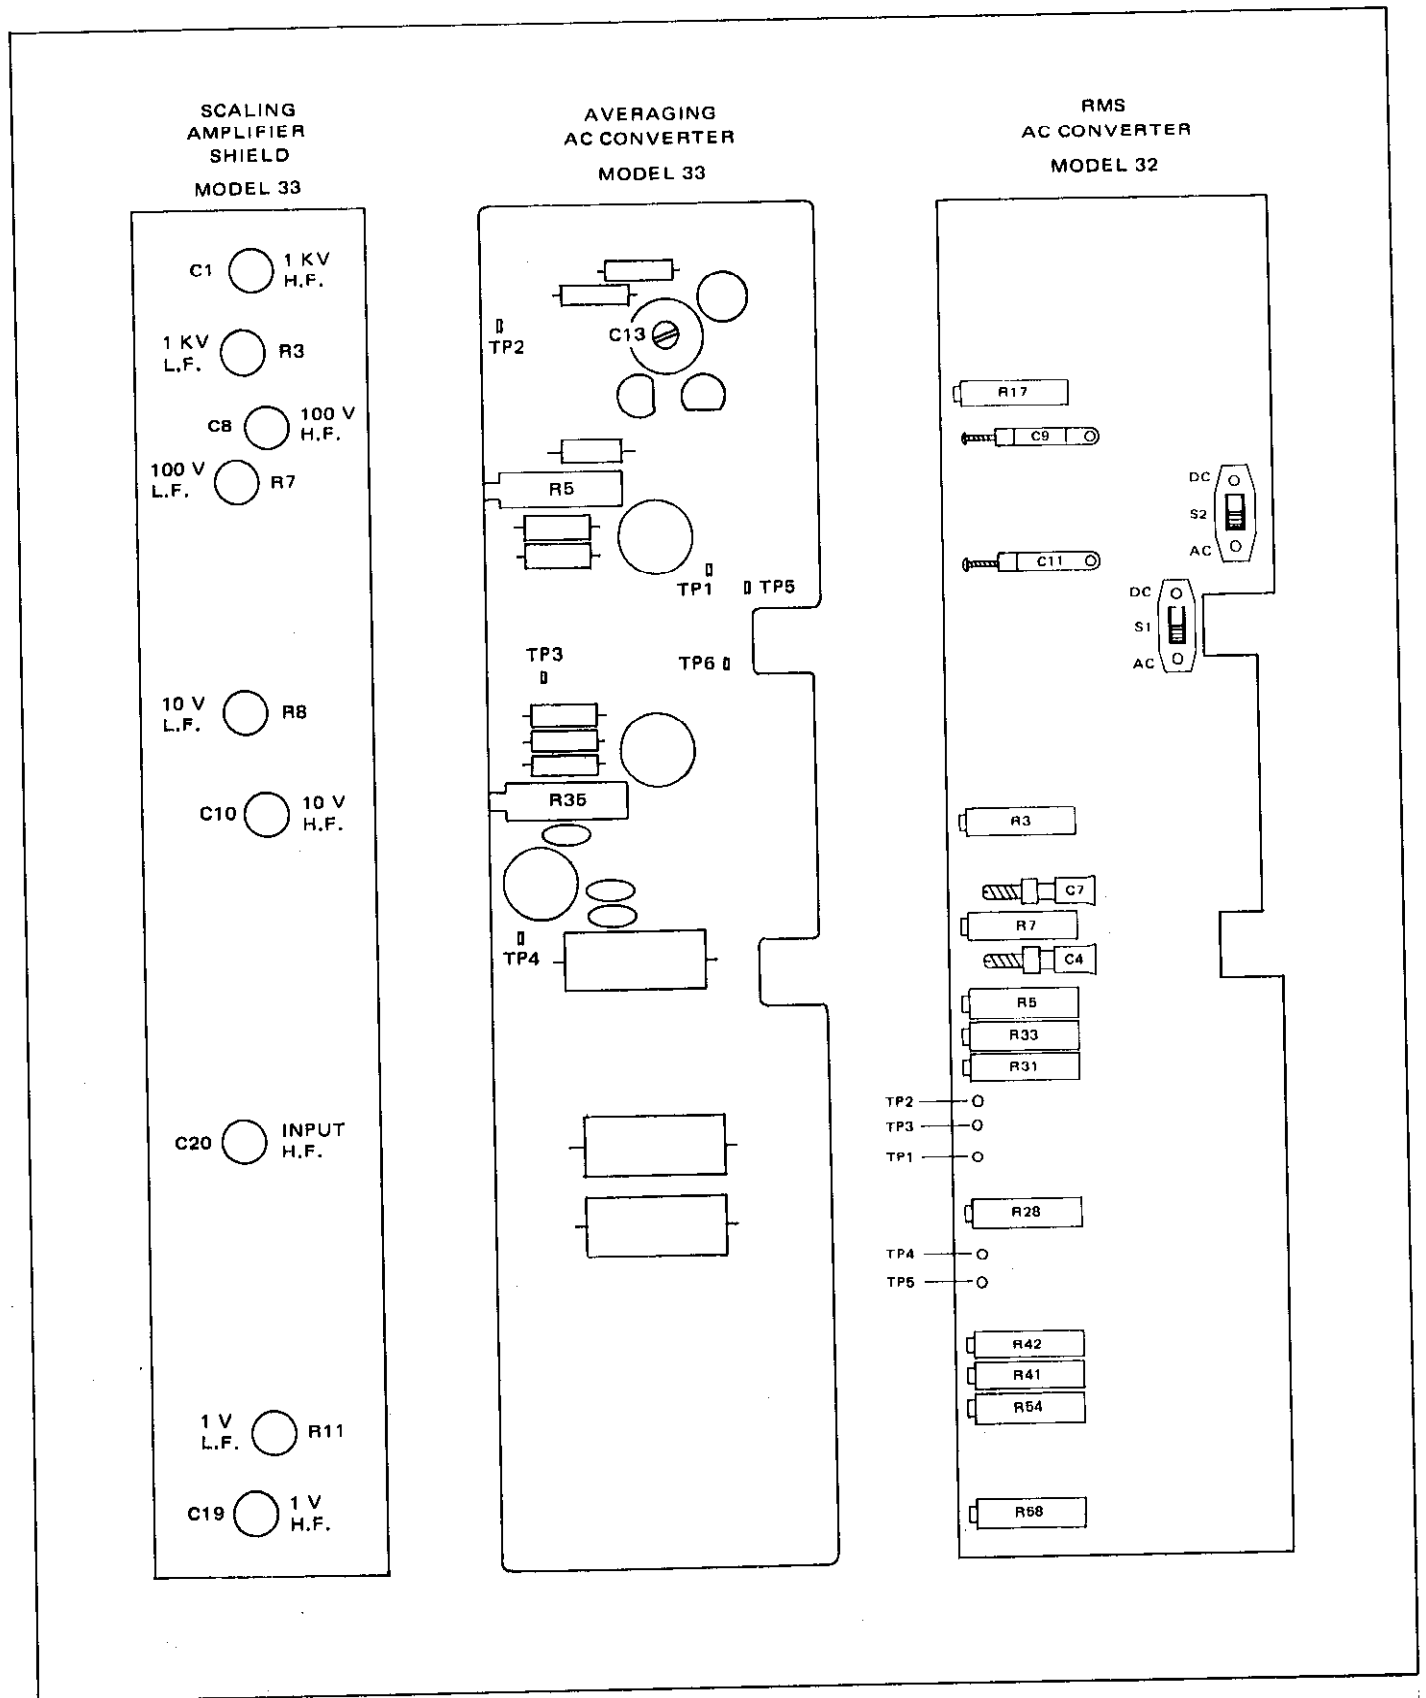 SCALING
AMPLIFIER
SHIELD
MODEL 33
C1
1 KV
H.F.
1 KV
L.F.
R3
C8
100 V
H.F.
100 V
L.F.
R7
10 V
L.F.
R8
C10
10 V
H.F.
C20
INPUT
H.F.
1 V
L.F.
R11
C19
1 V
H.F.
AVERAGING
AC CONVERTER
MODEL 33
TP2
C13
R5
TP1
TP5
TP3
TP6
R35
TP4
RMS
AC CONVERTER
MODEL 32
R17
C9
DC
S2
AC
C11
DC
S1
AC
R3
C7
R7
C4
R5
R33
R31
TP2
TP3
TP1
R28
TP4
TP5
R42
R41
R54
R58